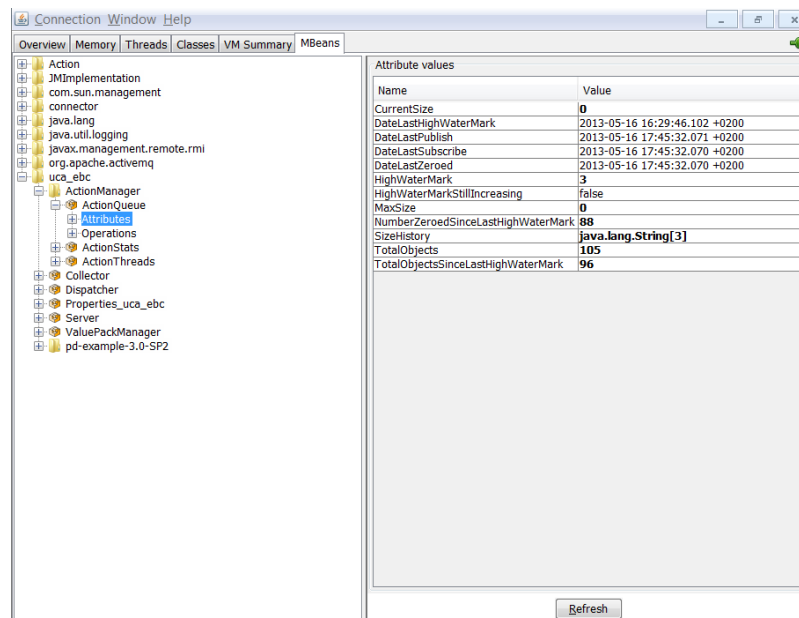 Connection Window Help
Overview Memory Threads Classes VM Summary MBeans
Action
JMImplementation
com.sun.management
connector
java.lang
java.util.logging
javax.management.remote.rmi
org.apache.activemq
uca_ebc
ActionManager
ActionQueue
Attributes
Operations
ActionStats
ActionThreads
Collector
Dispatcher
Properties_uca_ebc
Server
ValuePackManager
pd-example-3.0-SP2
Attribute values
Name Value
CurrentSize 0
DateLastHighWaterMark 2013-05-16 16:29:46.102 +0200
DateLastPublish 2013-05-16 17:45:32.071 +0200
DateLastSubscribe 2013-05-16 17:45:32.070 +0200
DateLastZeroed 2013-05-16 17:45:32.070 +0200
HighWaterMark 3
HighWaterMarkStillIncreasing false
MaxSize 0
NumberZeroedSinceLastHighWaterMark 88
SizeHistory java.lang.String[3]
TotalObjects 105
TotalObjectsSinceLastHighWaterMark 96
Refresh